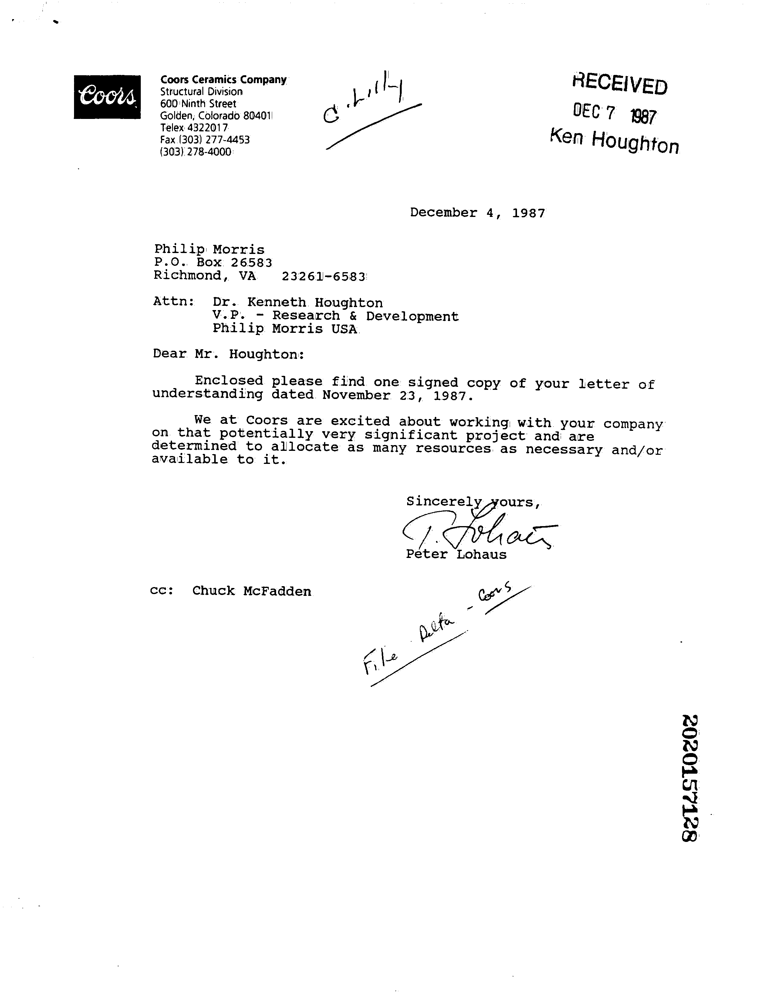 Coors
Coors Ceramics Company
Structural Division
600 Ninth Street
Golden, Colorado 80401
Telex 4322017
Fax (303) 277-4453
(303) 278-4000
C. Lilly
RECEIVED
DEC 7 1987
Ken Houghton
December 4, 1987
Philip Morris
P.O. Box 26583
Richmond, VA 23261-6583
Attn: Dr. Kenneth Houghton
V.P. - Research & Development
Philip Morris USA
Dear Mr. Houghton:
Enclosed please find one signed copy of your letter of
understanding dated November 23, 1987.
We at Coors are excited about working with your company
on that potentially very significant project and are
determined to allocate as many resources as necessary and/or
available to it.
Sincerely yours,
P. Lohaus
Peter Lohaus
cc: Chuck McFadden
File Delta - Coors
2020157128